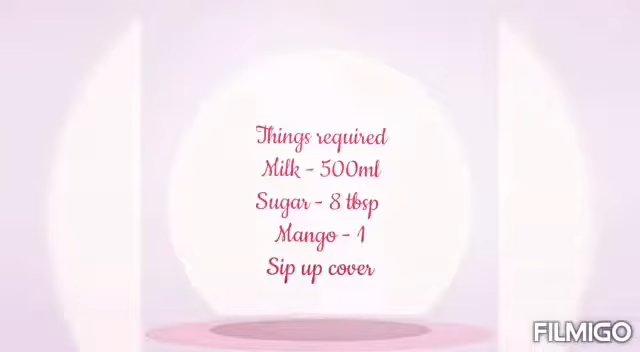 Things required
Milk - 500ml
Sugar - 8 tbsp
Mango - 1
Sip up cover
FILMIGO